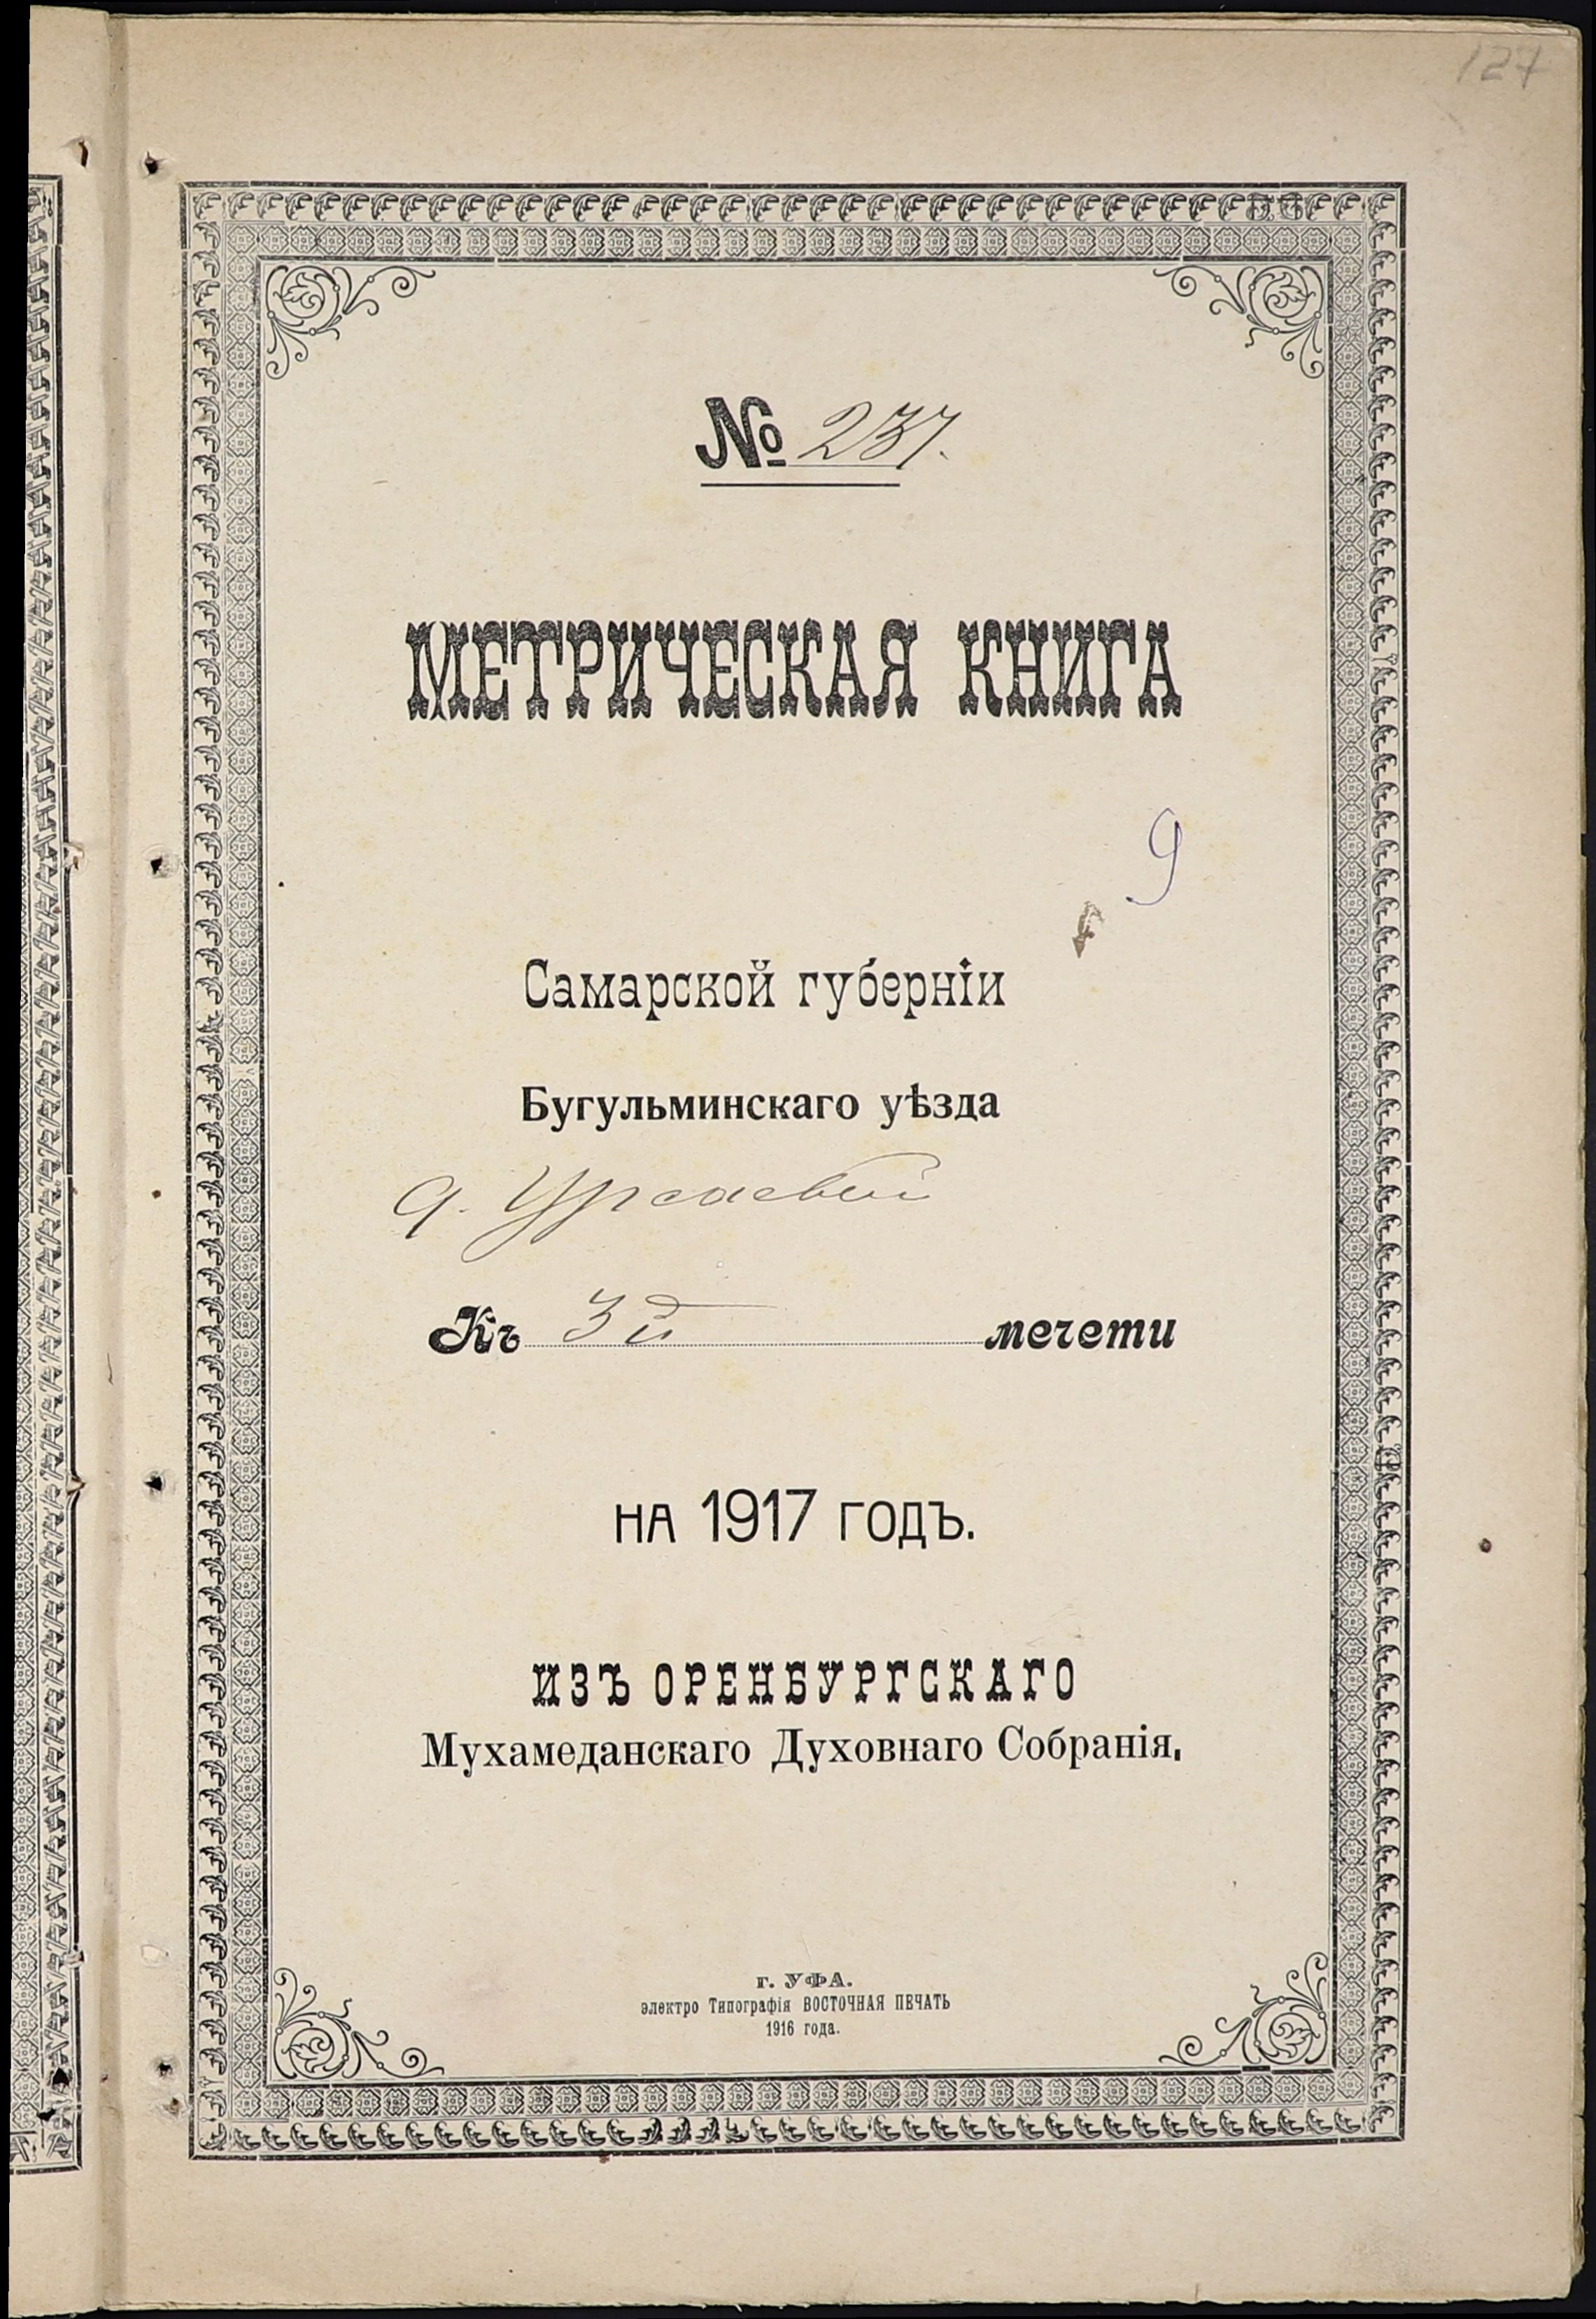 127
№ 237.
МЕТРИЧЕСКАЯ КНИГА
9
Самарской губерніи
Бугульминскаго уѣзда
д. Урсаевой
Къ 3й мечети
на 1917 годъ.
ИЗЪ ОРЕНБУРГСКАГО
Мухамеданскаго Духовнаго Собранія.
г. УФА.
электро Типографія ВОСТОЧНАЯ ПЕЧАТЬ
1916 года.